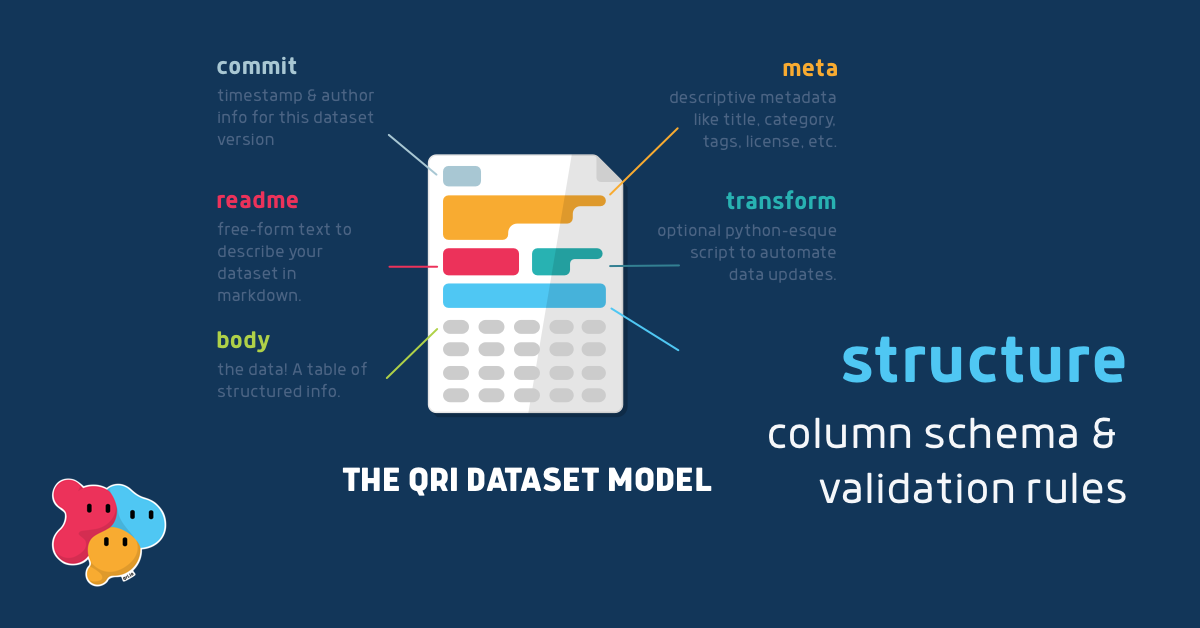 commit
timestamp & author
info for this dataset
version
readme
free-form text to
describe your
dataset in
markdown.
body
the data! A table of
structured info.
meta
descriptive metadata
like title, category,
tags, license, etc.
transform
optional python-esque
script to automate
data updates.
structure
column schema &
validation rules
THE QRI DATASET MODEL